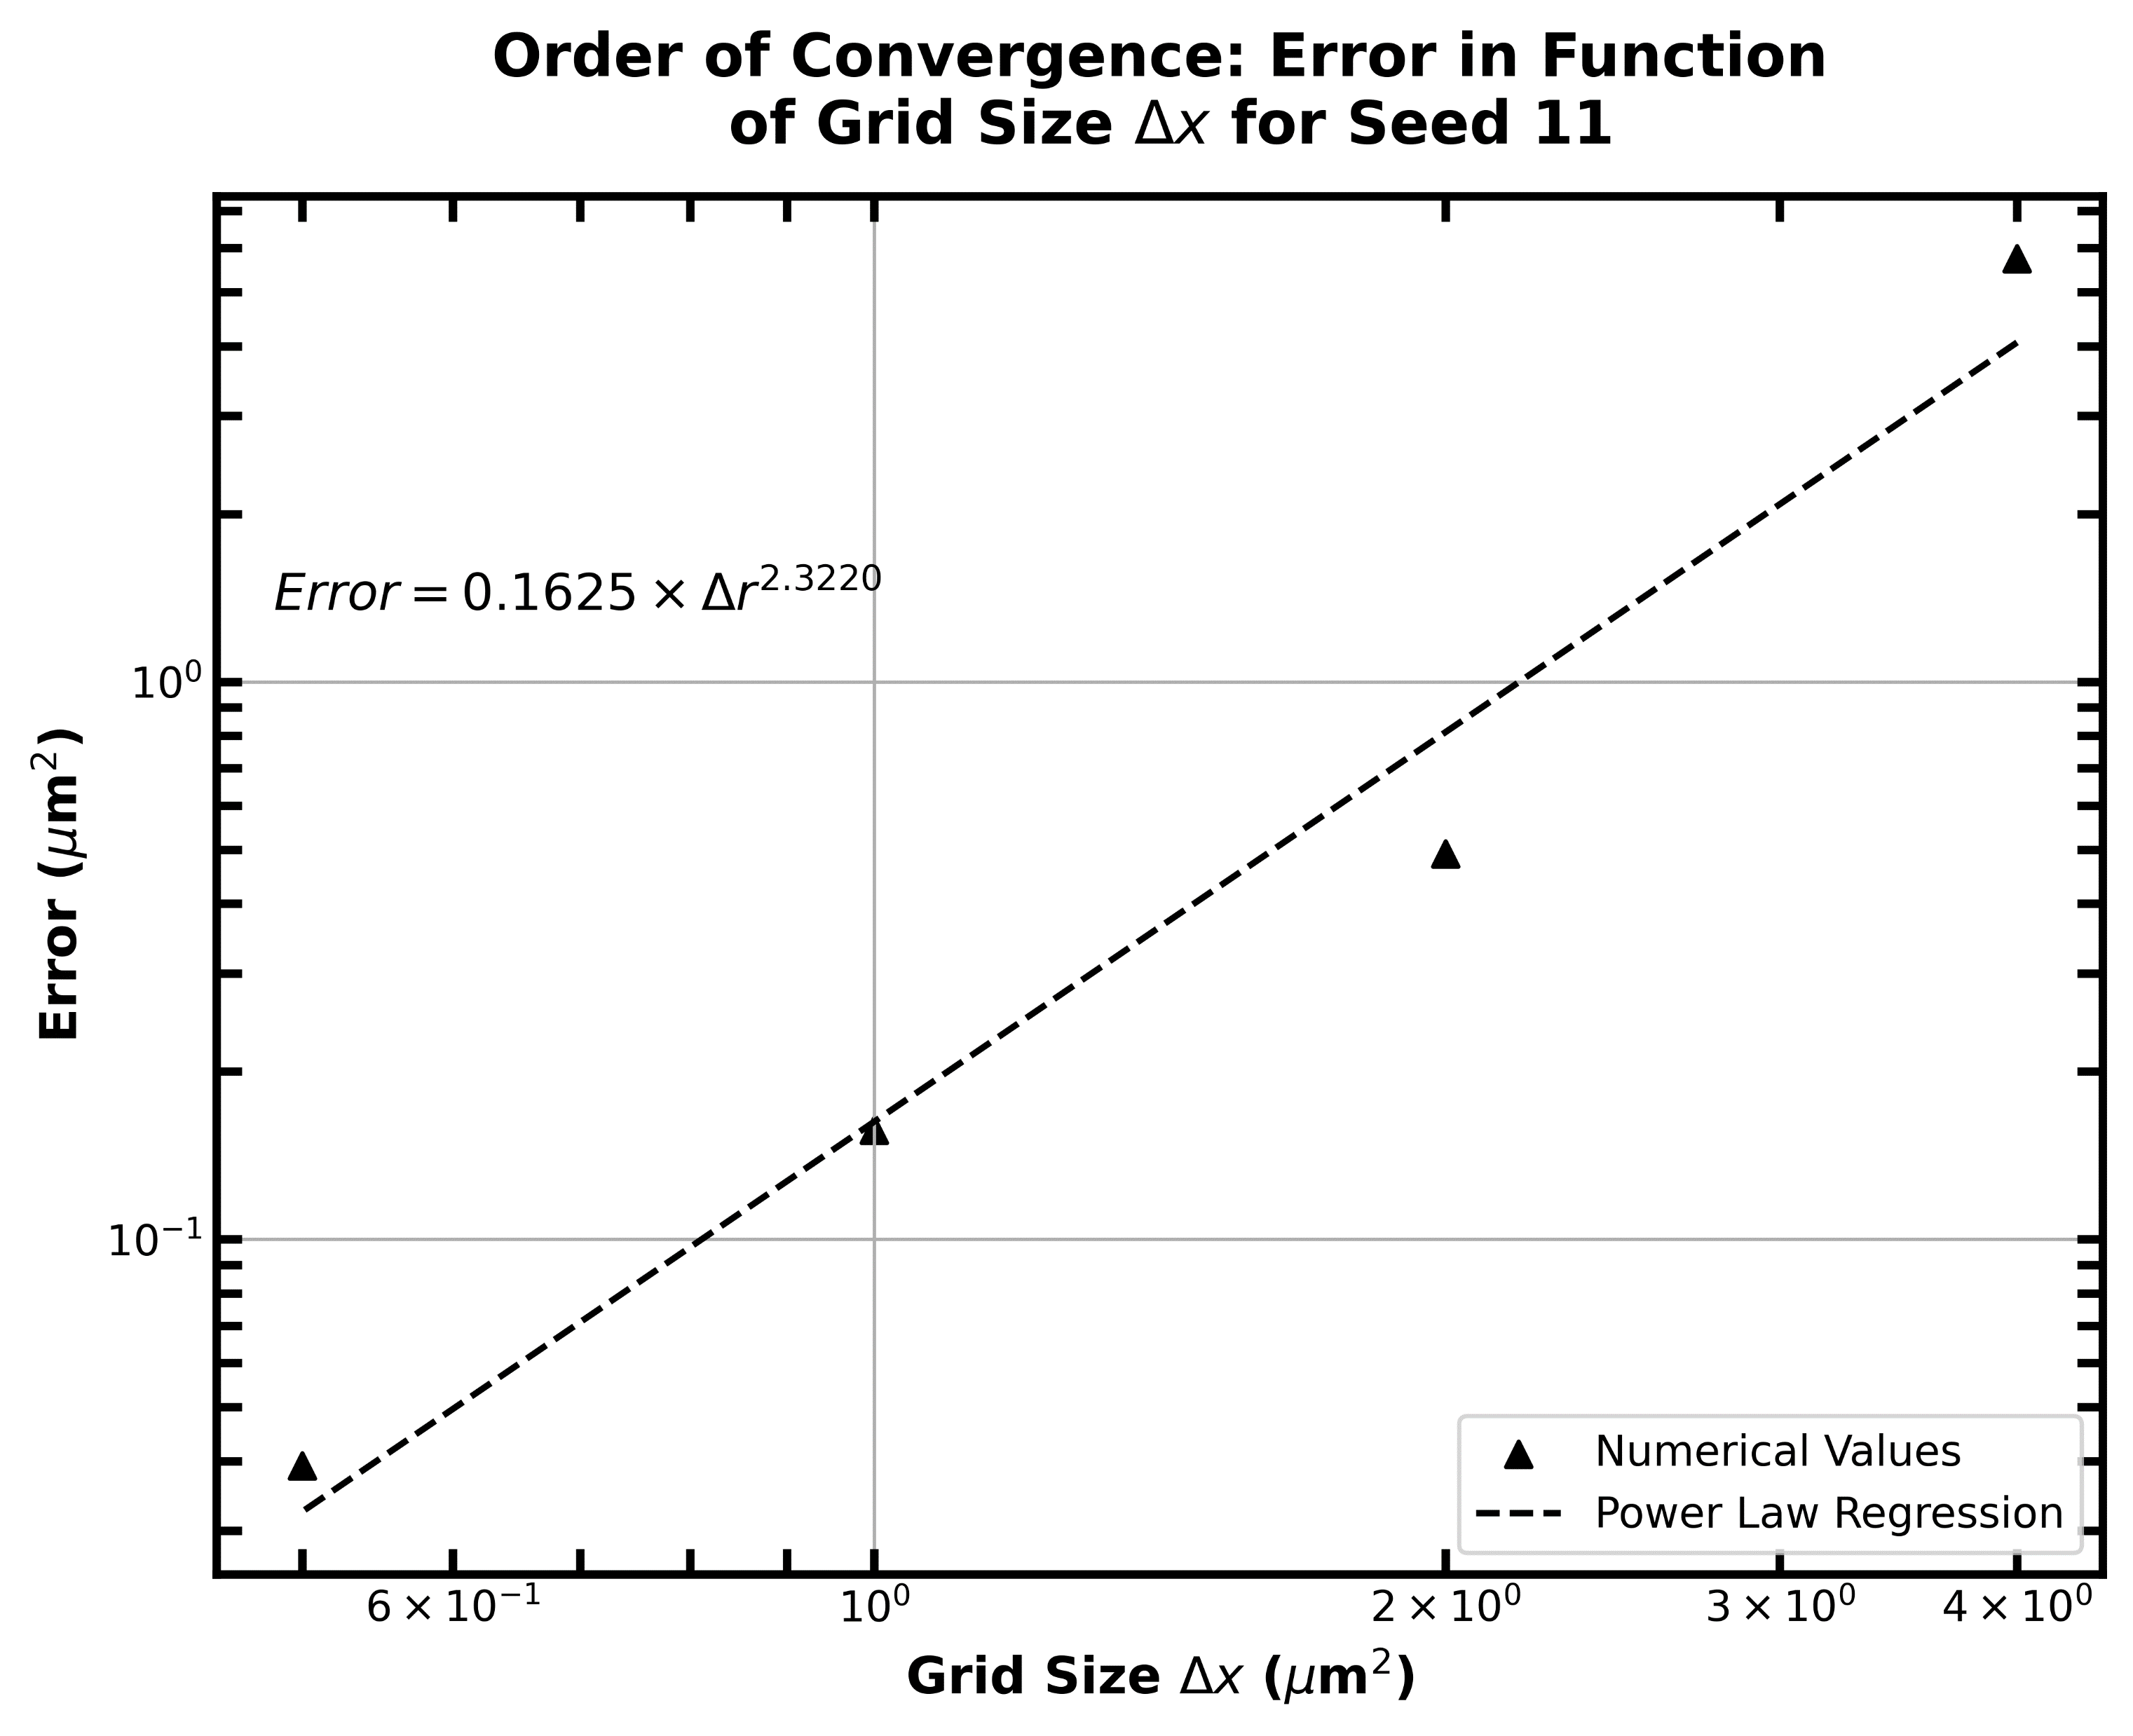 Order of Convergence: Error in Function
of Grid Size Δx for Seed 11
Error = 0.1625 × Δr^2.3220
10^0
10^−1
Error (μm^2)
Numerical Values
Power Law Regression
6 × 10^−1
10^0
2 × 10^0
3 × 10^0
4 × 10^0
Grid Size Δx (μm^2)